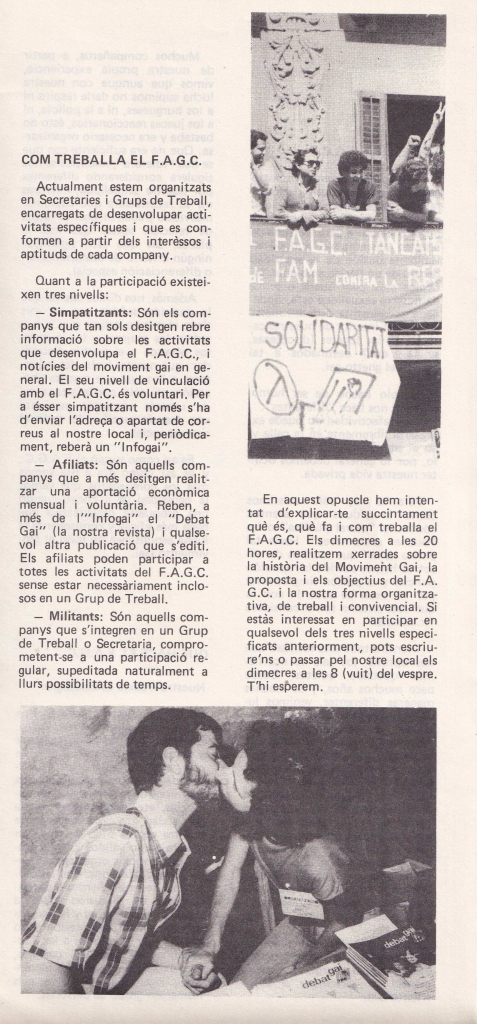 COM TREBALLA EL F.A.G.C.
Actualment estem organitzats
en Secretaries i Grups de Treball,
encarregats de desenvolupar acti-
vitats específiques i que es con-
formen a partir dels interèssos i
aptituds de cada company.
Quant a la participació existei-
xen tres nivells:
— Simpatitzants: Són els com-
panys que tan sols desitgen rebre
informació sobre les activitats
que desenvolupa el F.A.G.C., i
notícies del moviment gai en ge-
neral. El seu nivell de vinculació
amb el F.A.G.C. és voluntari. Per
a ésser simpatitzant només s'ha
d'enviar l'adreça o apartat de cor-
reus al nostre local i, periòdica-
ment, reberà un "Infogai".
— Afiliats: Són aquells com-
panys que a més desitgen realit-
zar una aportació econòmica
mensual i voluntària. Reben, a
més de l'"Infogai" el "Debat
Gai" (la nostra revista) i qualse-
vol altra publicació que s'editi.
Els afiliats poden participar a
totes les activitats del F.A.G.C.
sense estar necessàriament inclo-
sos en un Grup de Treball.
— Militants: Són aquells com-
panys que s'integren en un Grup
de Treball o Secretaria, compro-
metent-se a una participació re-
gular, supeditada naturalment a
llurs possibilitats de temps.
F.A.G.C. TANCATS
DE FAM CONTRA LA REP
SOLIDARITAT
En aquest opuscle hem inten-
tat d'explicar-te succintament
què és, què fa i com treballa el
F.A.G.C. Els dimecres a les 20
hores, realitzem xerrades sobre
la història del Moviment Gai, la
proposta i els objectius del F.A.
G.C. i la nostra forma organitza-
tiva, de treball i convivencial. Si
estàs interessat en participar en
qualsevol dels tres nivells especi-
ficats anteriorment, pots escriu-
re'ns o passar pel nostre local els
dimecres a les 8 (vuit) del vespre.
T'hi esperem.
debat gai
debat gai